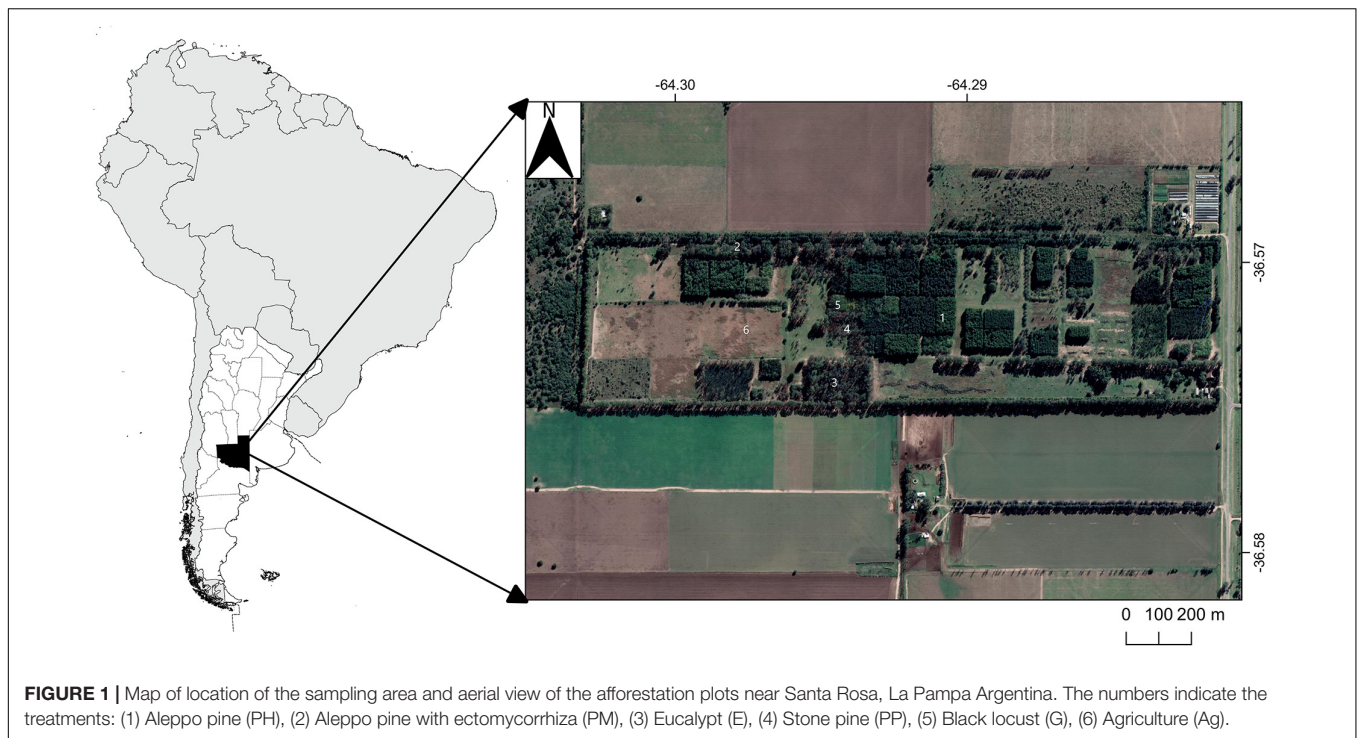 -64.30 -64.29
N
2
-36.57
5
1
4
6
3
-36.58
0 100 200 m
FIGURE 1 | Map of location of the sampling area and aerial view of the afforestation plots near Santa Rosa, La Pampa Argentina. The numbers indicate the
treatments: (1) Aleppo pine (PH), (2) Aleppo pine with ectomycorrhiza (PM), (3) Eucalypt (E), (4) Stone pine (PP), (5) Black locust (G), (6) Agriculture (Ag).